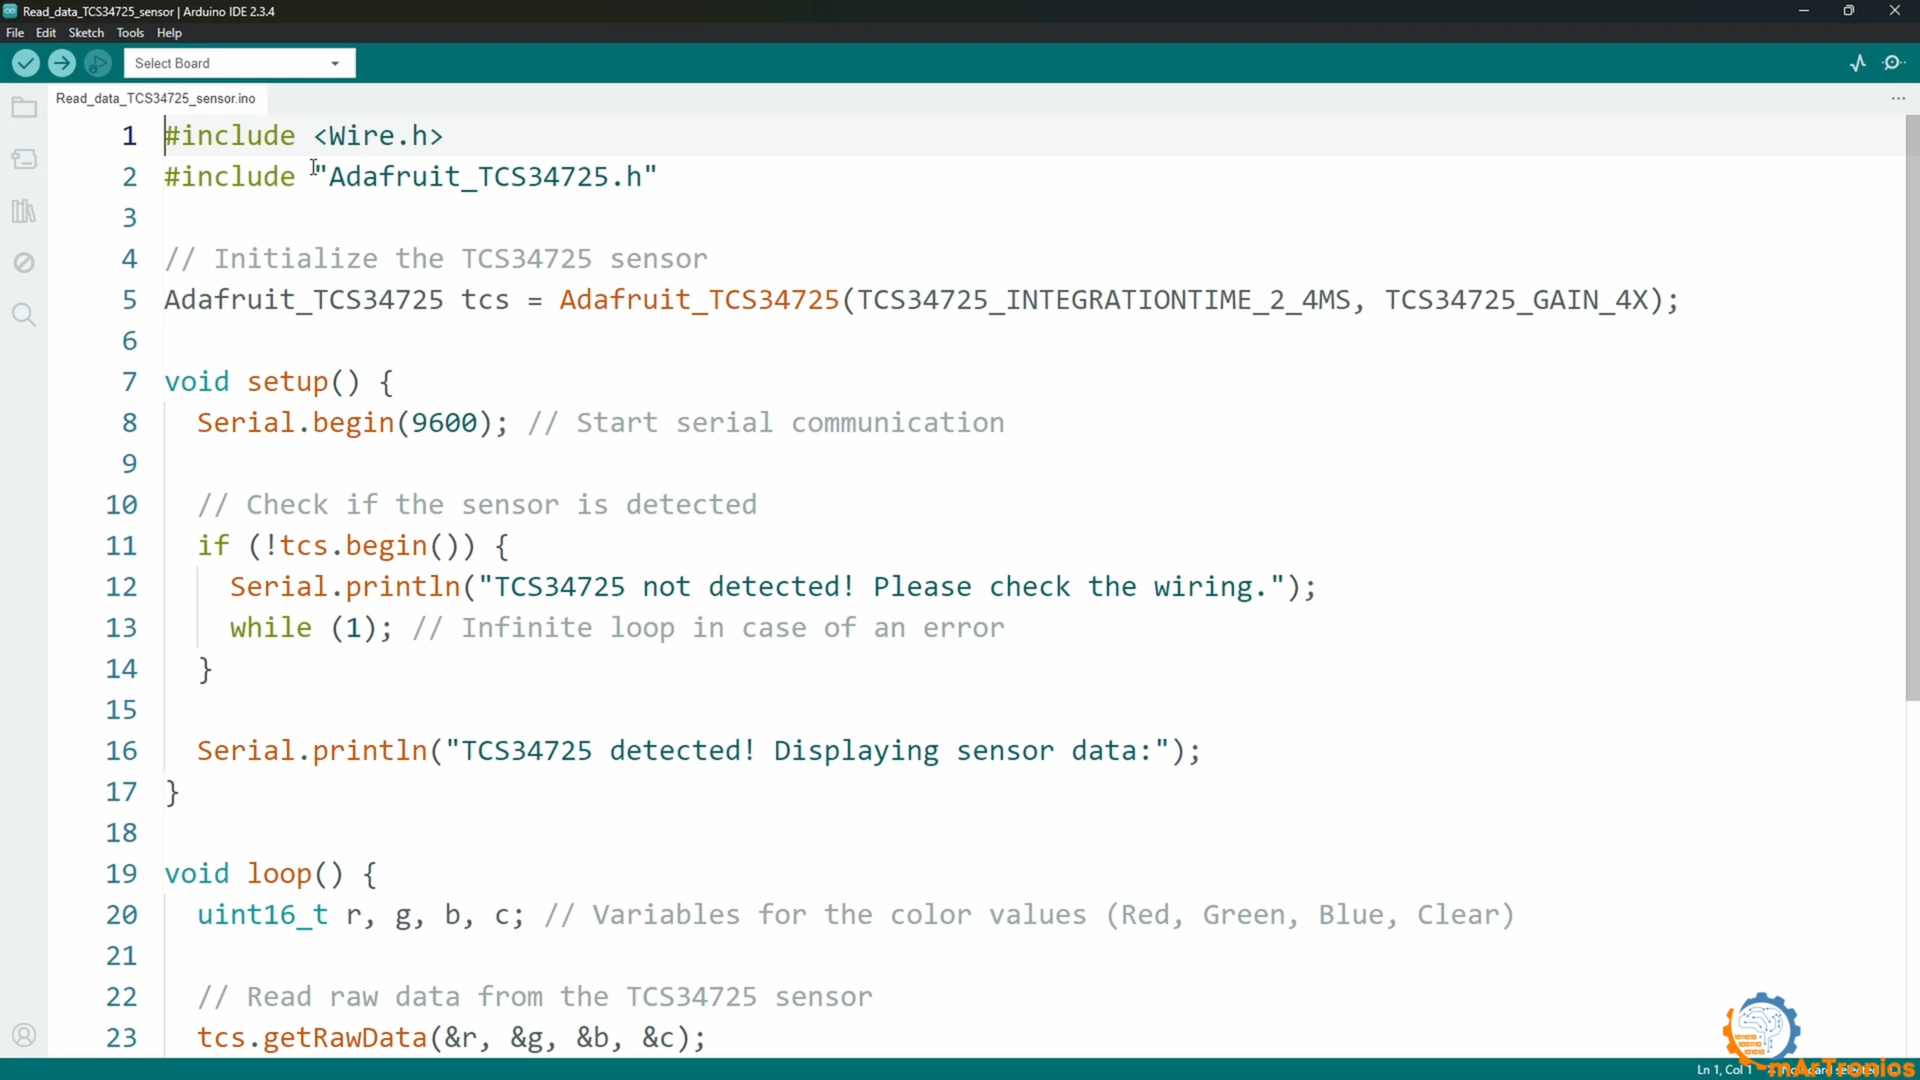 Read_data_TCS34725_sensor | Arduino IDE 2.3.4
File Edit Sketch Tools Help
Select Board
Read_data_TCS34725_sensor.ino
1 #include <Wire.h>
2 #include "Adafruit_TCS34725.h"
3
4 // Initialize the TCS34725 sensor
5 Adafruit_TCS34725 tcs = Adafruit_TCS34725(TCS34725_INTEGRATIONTIME_2_4MS, TCS34725_GAIN_4X);
6
7 void setup() {
8 Serial.begin(9600); // Start serial communication
9
10 // Check if the sensor is detected
11 if (!tcs.begin()) {
12 Serial.println("TCS34725 not detected! Please check the wiring.");
13 while (1); // Infinite loop in case of an error
14 }
15
16 Serial.println("TCS34725 detected! Displaying sensor data:");
17 }
18
19 void loop() {
20 uint16_t r, g, b, c; // Variables for the color values (Red, Green, Blue, Clear)
21
22 // Read raw data from the TCS34725 sensor
23 tcs.getRawData(&r, &g, &b, &c);
Ln 1, Col 1
mArTronics